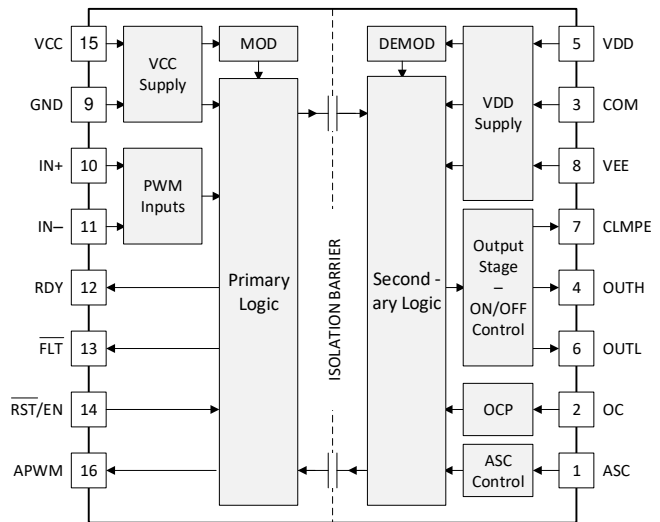 VCC 15
VCC
Supply
MOD
DEMOD
5 VDD
GND 9
VDD
Supply
3 COM
IN+ 10
PWM
Inputs
8 VEE
IN– 11
7 CLMPE
RDY 12
Primary
Logic
ISOLATION BARRIER
Second -
ary Logic
Output
Stage
–
ON/OFF
Control
4 OUTH
FLT 13
6 OUTL
RST/EN 14
OCP
2 OC
APWM 16
ASC
Control
1 ASC